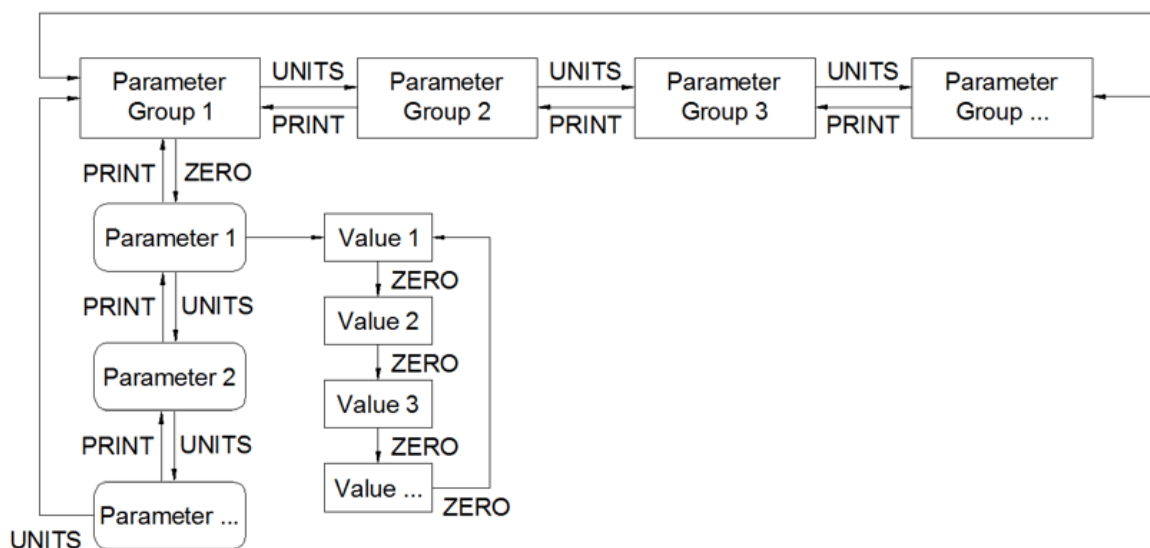 Parameter
Group 1
UNITS
PRINT
Parameter
Group 2
UNITS
PRINT
Parameter
Group 3
UNITS
PRINT
Parameter
Group ...
PRINT
ZERO
Parameter 1
Value 1
ZERO
PRINT
UNITS
Value 2
ZERO
Parameter 2
Value 3
PRINT
UNITS
ZERO
Parameter ...
Value ...
ZERO
UNITS